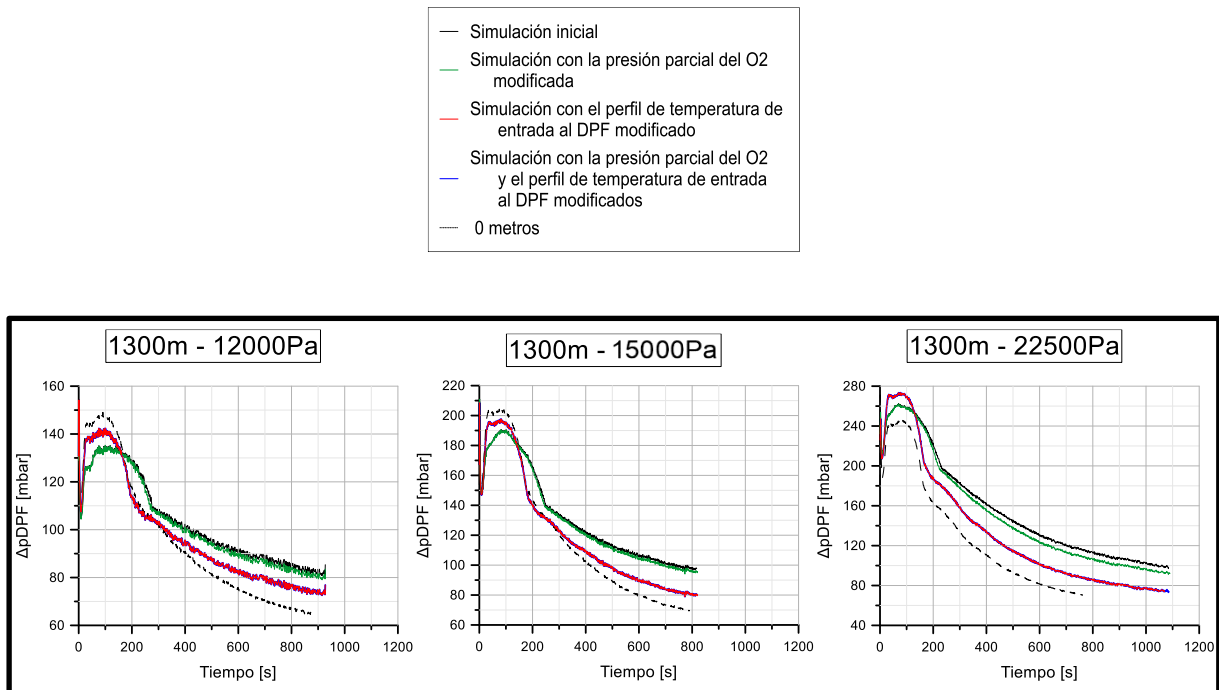 Simulación inicial
Simulación con la presión parcial del O2
modificada
Simulación con el perfil de temperatura de
entrada al DPF modificado
Simulación con la presión parcial del O2
y el perfil de temperatura de entrada
al DPF modificados
0 metros
1300m - 12000Pa
160
140
120
100
80
60
ΔpDPF [mbar]
0 200 400 600 800 1000 1200
Tiempo [s]
1300m - 15000Pa
220
200
180
160
140
120
100
80
60
ΔpDPF [mbar]
0 200 400 600 800 1000 1200
Tiempo [s]
1300m - 22500Pa
280
240
200
160
120
80
40
ΔpDPF [mbar]
0 200 400 600 800 1000 1200
Tiempo [s]